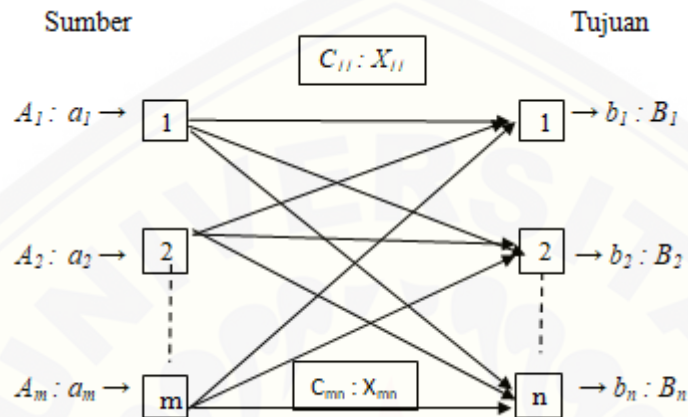 Sumber Tujuan
C₁₁ : X₁₁
A₁ : a₁ → 1 1 → b₁ : B₁
A₂ : a₂ → 2 2 → b₂ : B₂
Aₘ : aₘ → m Cₘₙ : Xₘₙ n → bₙ : Bₙ